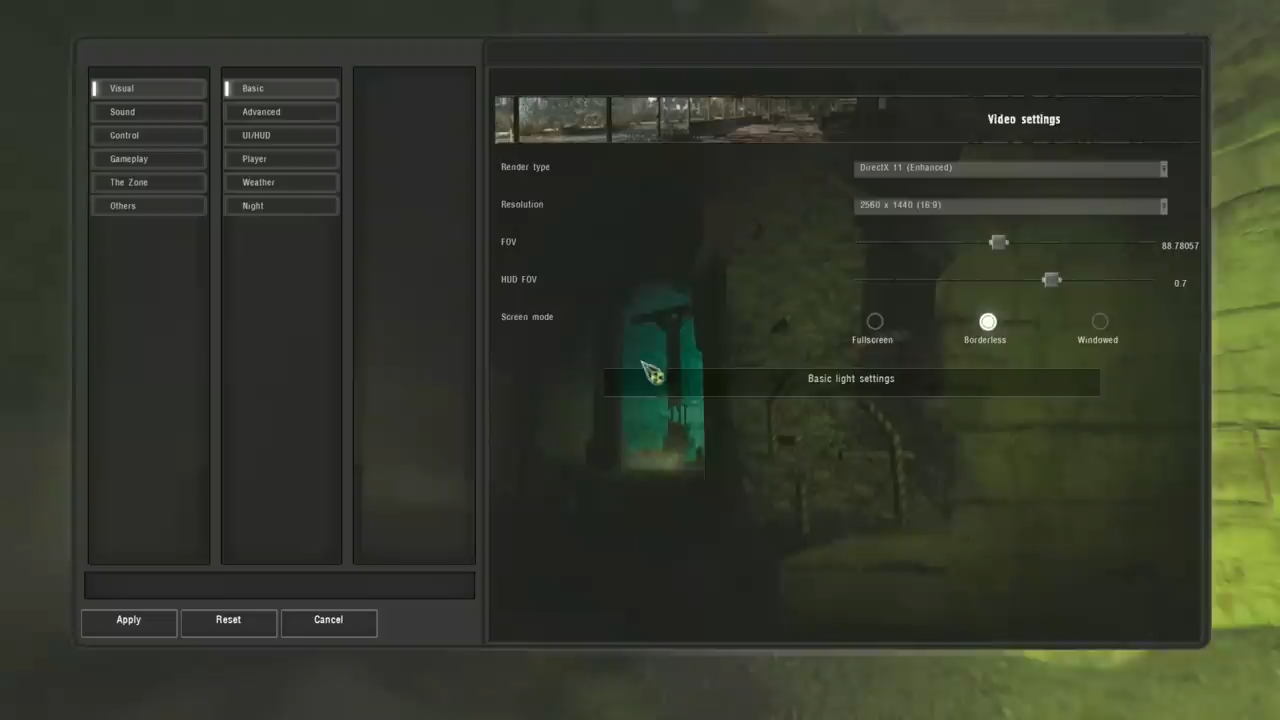 Visual
Sound
Control
Gameplay
The Zone
Others
Basic
Advanced
UI/HUD
Player
Weather
Night
Video settings
Render type
DirectX 11 (Enhanced)
Resolution
2560 x 1440 (16:9)
FOV
88.78057
HUD FOV
0.7
Screen mode
Fullscreen
Borderless
Windowed
Basic light settings
Apply
Reset
Cancel